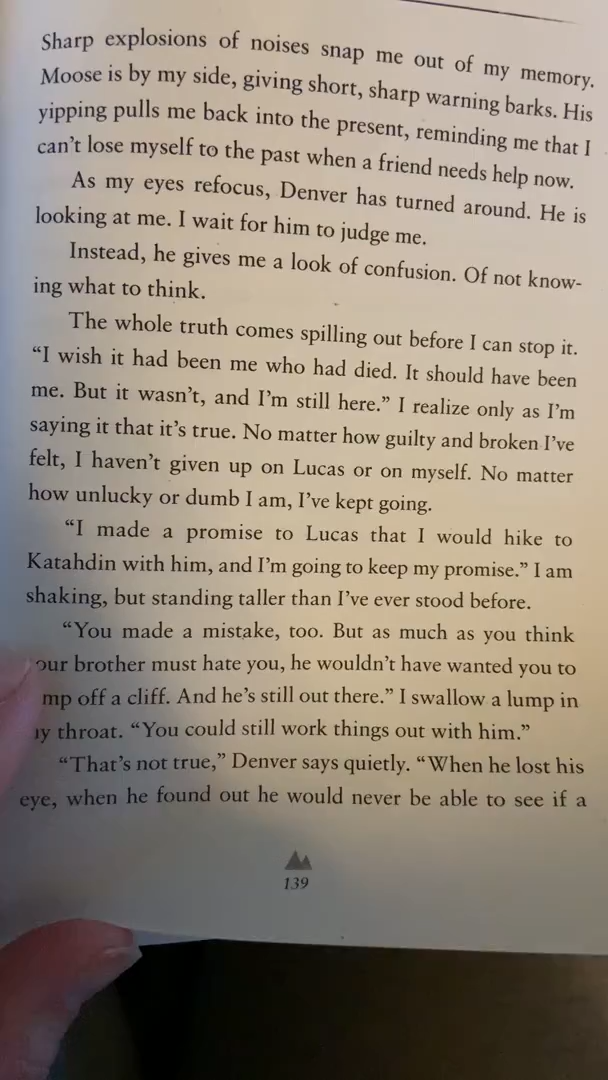 Sharp explosions of noises snap me out of my memory.
Moose is by my side, giving short, sharp warning barks. His
yipping pulls me back into the present, reminding me that I
can’t lose myself to the past when a friend needs help now.
As my eyes refocus, Denver has turned around. He is
looking at me. I wait for him to judge me.
Instead, he gives me a look of confusion. Of not know-
ing what to think.
The whole truth comes spilling out before I can stop it.
“I wish it had been me who had died. It should have been
me. But it wasn’t, and I’m still here.” I realize only as I’m
saying it that it’s true. No matter how guilty and broken I’ve
felt, I haven’t given up on Lucas or on myself. No matter
how unlucky or dumb I am, I’ve kept going.
“I made a promise to Lucas that I would hike to
Katahdin with him, and I’m going to keep my promise.” I am
shaking, but standing taller than I’ve ever stood before.
“You made a mistake, too. But as much as you think
our brother must hate you, he wouldn’t have wanted you to
mp off a cliff. And he’s still out there.” I swallow a lump in
y throat. “You could still work things out with him.”
“That’s not true,” Denver says quietly. “When he lost his
eye, when he found out he would never be able to see if a
139